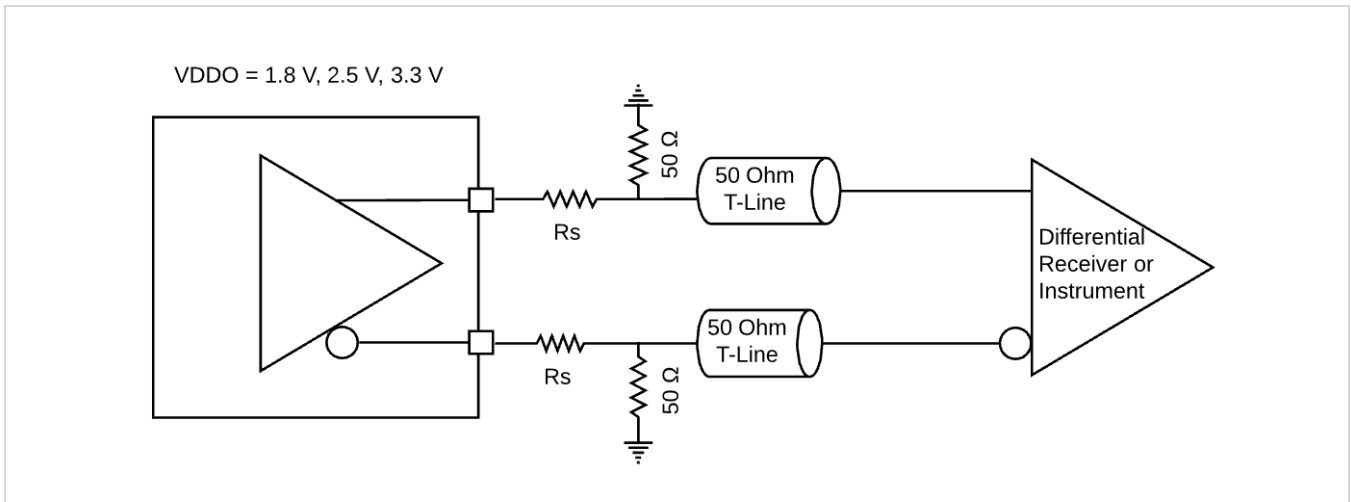 VDDO = 1.8 V, 2.5 V, 3.3 V
50 Ω
50 Ohm
T-Line
Rs
Differential
Receiver or
Instrument
50 Ohm
T-Line
Rs
50 Ω